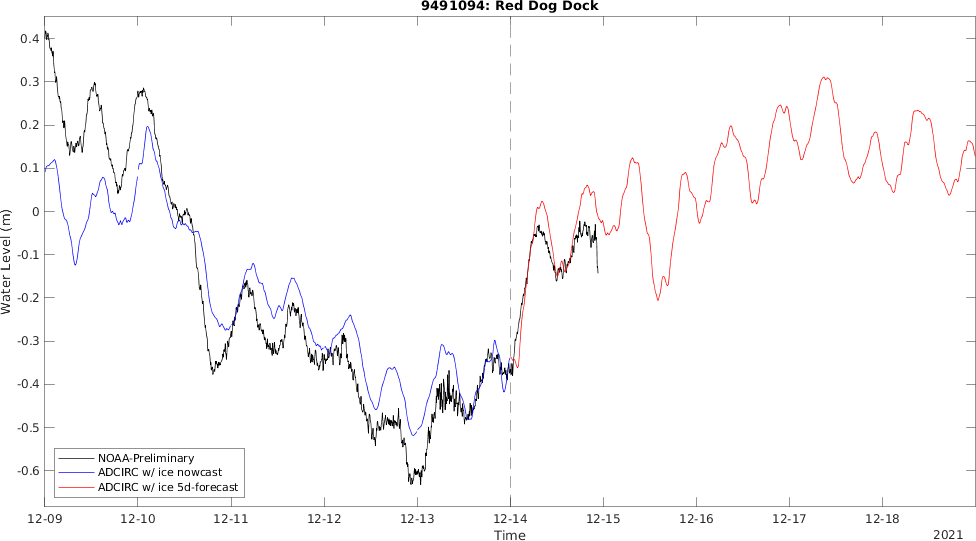 9491094: Red Dog Dock
Water Level (m)
0.4
0.3
0.2
0.1
0
-0.1
-0.2
-0.3
-0.4
-0.5
-0.6
NOAA-Preliminary
ADCIRC w/ ice nowcast
ADCIRC w/ ice 5d-forecast
12-09 12-10 12-11 12-12 12-13 12-14 12-15 12-16 12-17 12-18
Time
2021